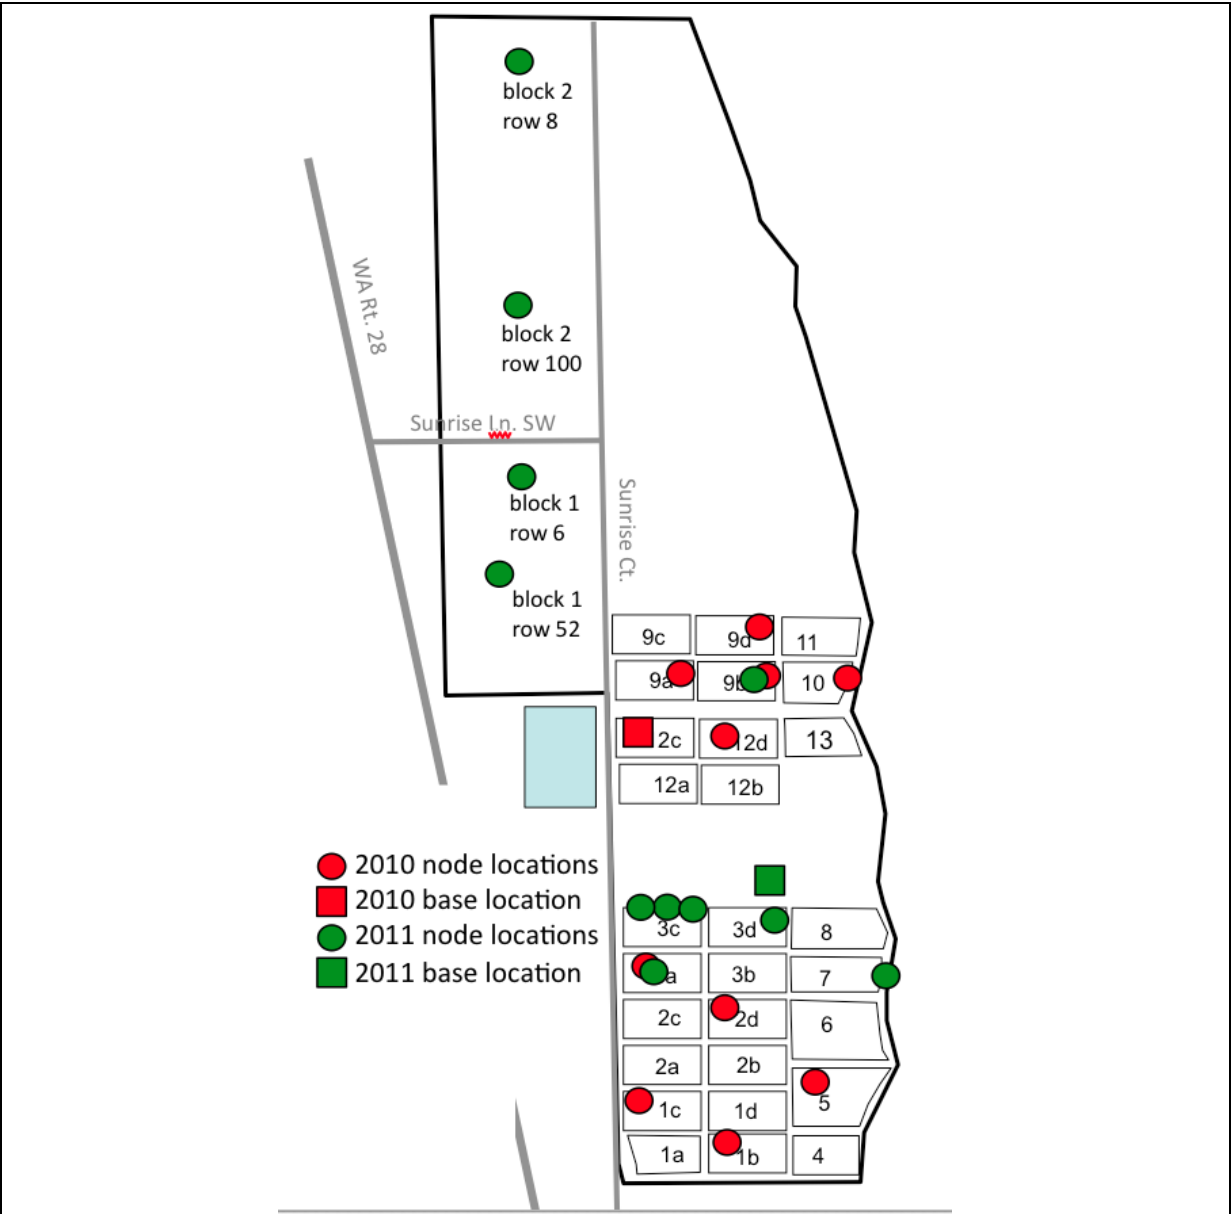 block 2
row 8
WA Rt. 28
block 2
row 100
Sunrise Ln. SW
block 1
row 6
Sunrise Ct.
block 1
row 52
9c
9d
11
9a
9b
10
2c
12d
13
12a
12b
2010 node locations
2010 base location
2011 node locations
2011 base location
3c
3d
8
a
3b
7
2c
2d
6
2a
2b
5
1c
1d
1a
1b
4